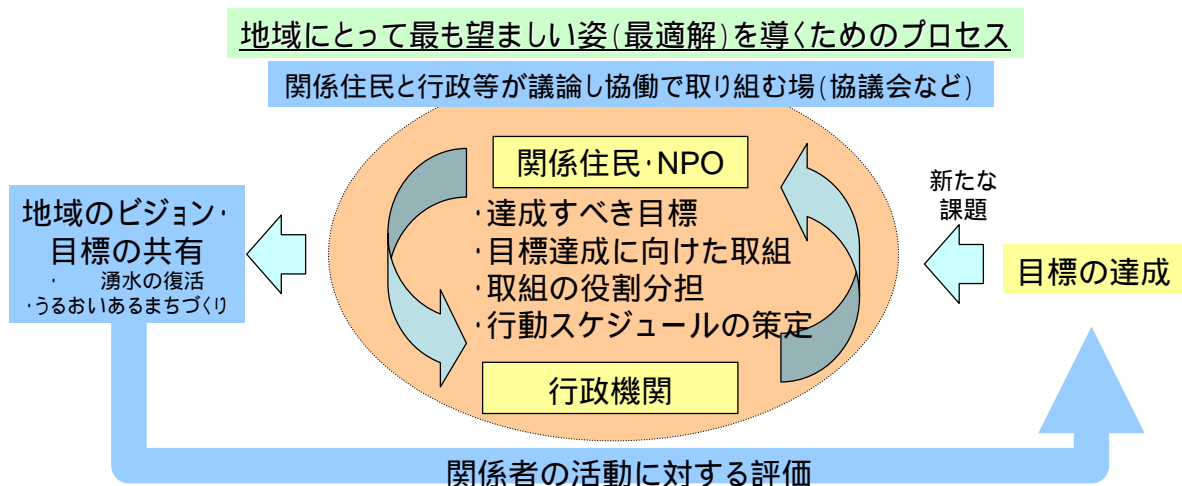 地域にとって最も望ましい姿(最適解)を導くためのプロセス
関係住民と行政等が議論し協働で取り組む場(協議会など)
関係住民・NPO
・達成すべき目標
・目標達成に向けた取組
・取組の役割分担
・行動スケジュールの策定
行政機関
地域のビジョン・
目標の共有
・ 湧水の復活
・うるおいあるまちづくり
新たな
課題
目標の達成
関係者の活動に対する評価